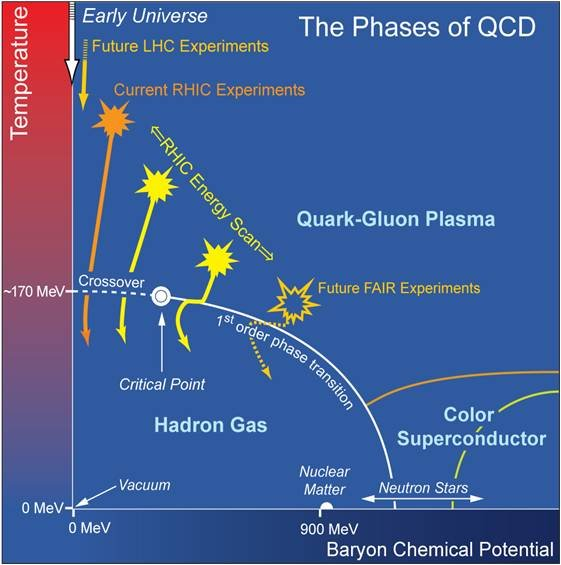 The Phases of QCD
Early Universe
Future LHC Experiments
Current RHIC Experiments
RHIC Energy Scan
Quark-Gluon Plasma
Crossover
Future FAIR Experiments
1st order phase transition
Critical Point
Hadron Gas
Color
Superconductor
Vacuum
Nuclear
Matter
Neutron Stars
Temperature
~170 MeV
0 MeV
0 MeV
900 MeV
Baryon Chemical Potential